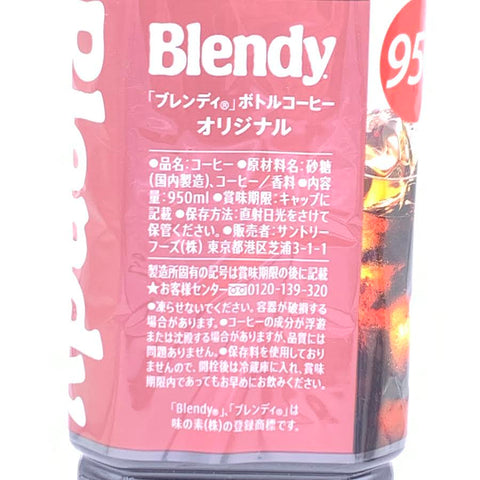 Blendy
Blendy®
95
「ブレンディ®」ボトルコーヒー
オリジナル
●品名:コーヒー●原材料名:砂糖
(国内製造)、コーヒー/香料●内容
量:950ml●賞味期限:キャップに
記載●保存方法:直射日光をさけて
保管ください。●販売者:サントリー
フーズ(株) 東京都港区芝浦3-1-1
製造所固有の記号は賞味期限の後に記載
★お客様センター 0120-139-320
●凍らせないでください。容器が破損する
場合があります。●コーヒーの成分が浮遊
または沈殿する場合がありますが、品質には
問題ありません。●保存料を使用しており
ませんので、開栓後は冷蔵庫に入れ、賞味
期限内であってもお早めにお飲みください。
「Blendy®」、「ブレンディ®」は
味の素(株)の登録商標です。